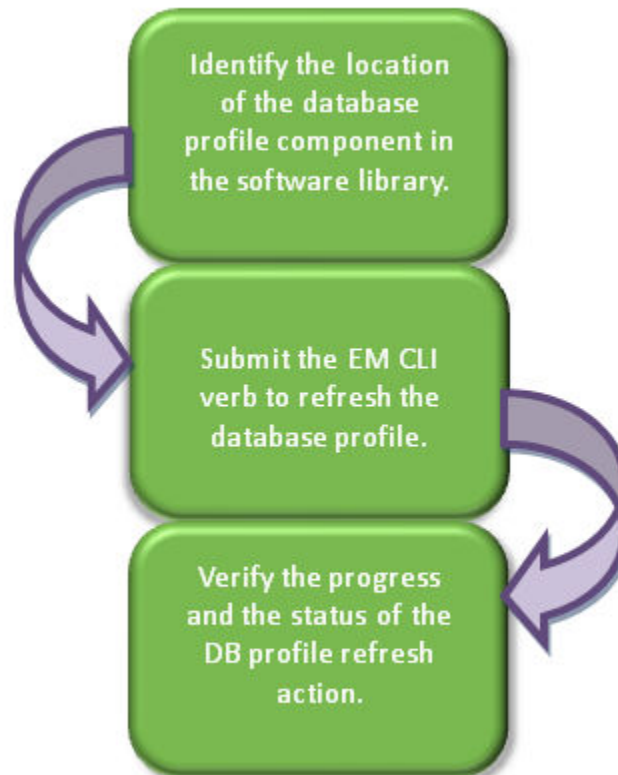 Identify the location
of the database
profile component in
the software library.
Submit the EM CLI
verb to refresh the
database profile.
Verify the progress
and the status of the
DB profile refresh
action.